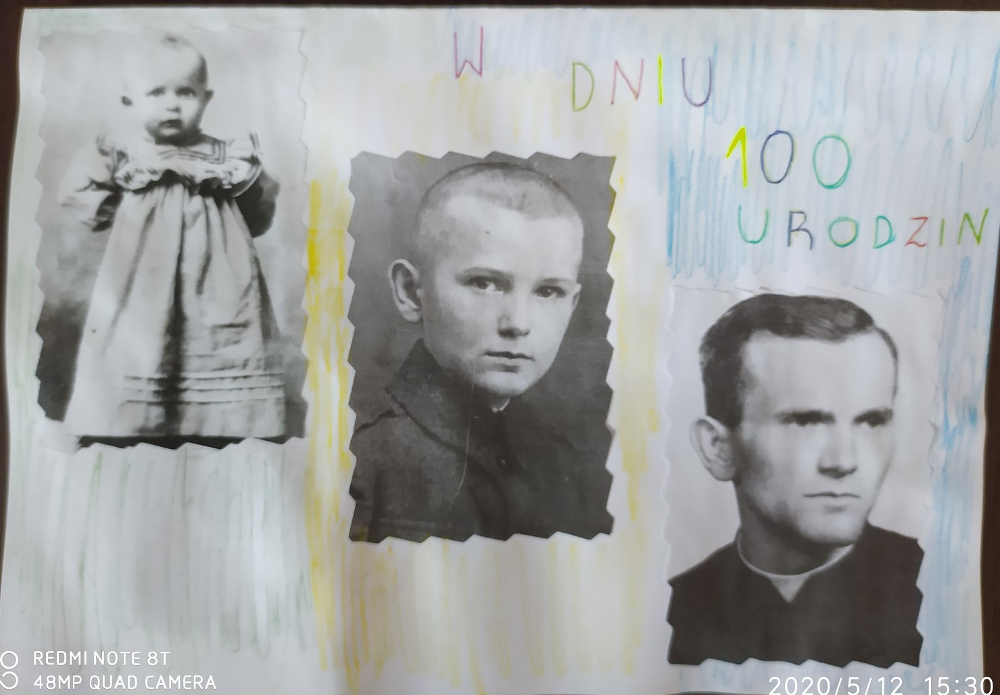 W
DNIU
100
URODZIN
REDMI NOTE 8T
48MP QUAD CAMERA
2020/5/12 15:30